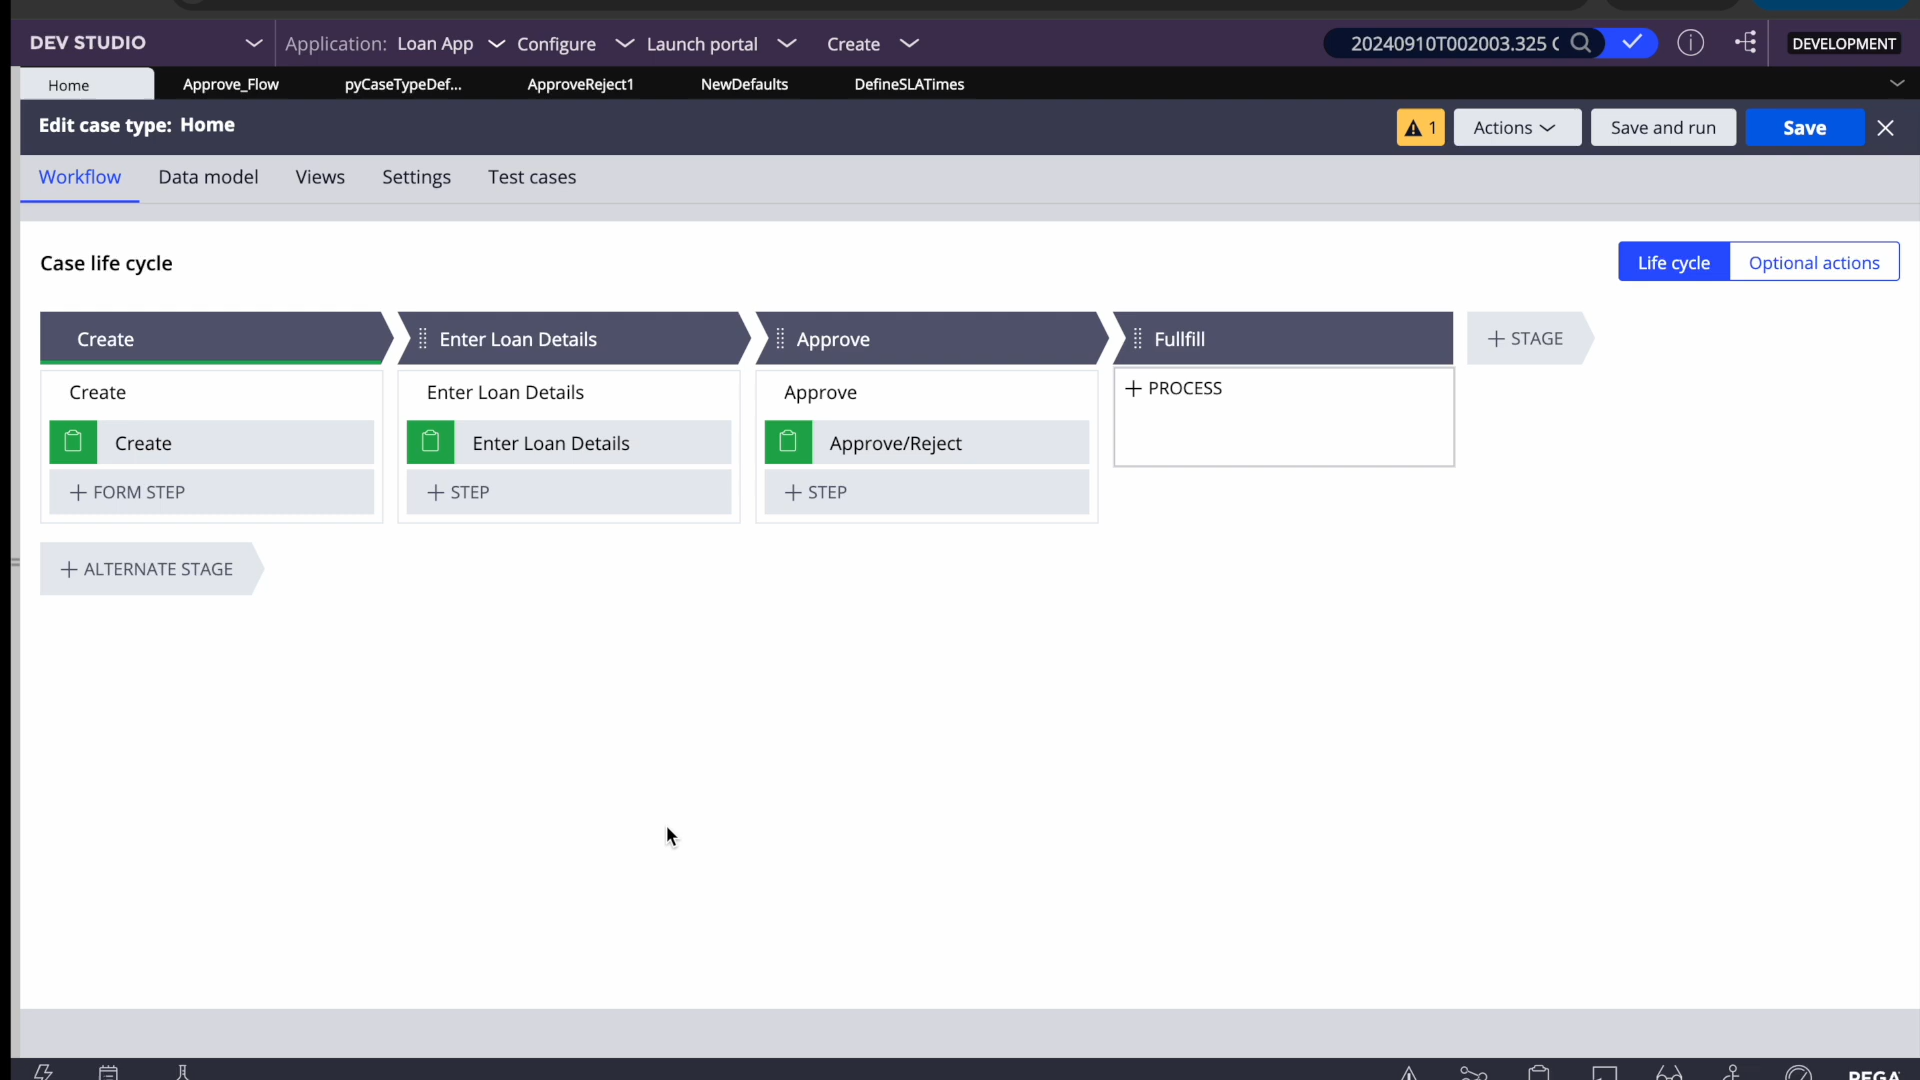 DEV STUDIO Application: Loan App Configure Launch portal Create 20240910T002003.325 C DEVELOPMENT
Home Approve_Flow pyCaseTypeDef... ApproveReject1 NewDefaults DefineSLATimes
Edit case type: Home 1 Actions Save and run Save
Workflow Data model Views Settings Test cases
Case life cycle Life cycle Optional actions
Create Enter Loan Details Approve Fullfill + STAGE
Create Enter Loan Details Approve + PROCESS
Create Enter Loan Details Approve/Reject
+ FORM STEP + STEP + STEP
+ ALTERNATE STAGE
PEGA